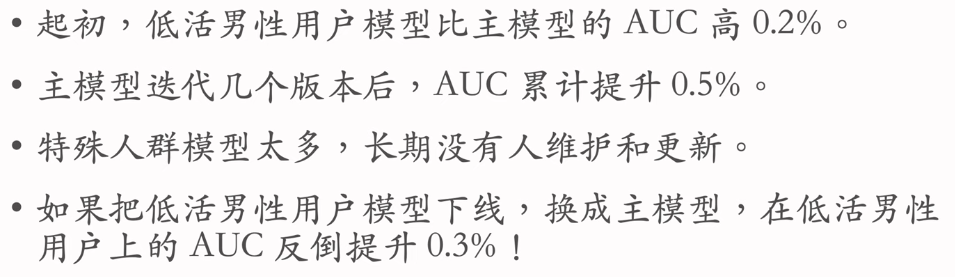 • 起初，低活男性用户模型比主模型的 AUC 高 0.2%。
• 主模型迭代几个版本后，AUC 累计提升 0.5%。
• 特殊人群模型太多，长期没有人维护和更新。
• 如果把低活男性用户模型下线，换成主模型，在低活男性
用户上的 AUC 反倒提升 0.3%！